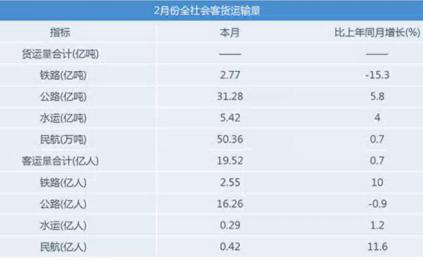 2月份全社会客货运输量
指标 本月 比上年同月增长(%)
货运量合计(亿吨) —— ——
铁路(亿吨) 2.77 -15.3
公路(亿吨) 31.28 5.8
水运(亿吨) 5.42 4
民航(万吨) 50.36 0.7
客运量合计(亿人) 19.52 0.7
铁路(亿人) 2.55 10
公路(亿人) 16.26 -0.9
水运(亿人) 0.29 1.2
民航(亿人) 0.42 11.6